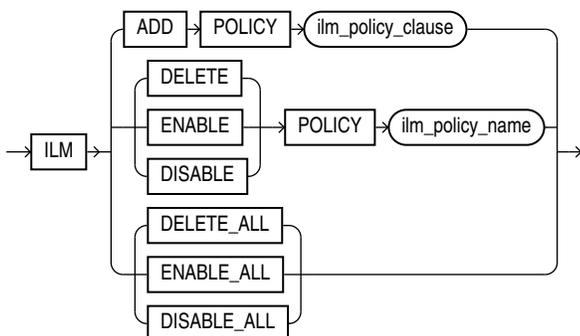 ADD POLICY ilm_policy_clause
DELETE
ENABLE
DISABLE
POLICY ilm_policy_name
ILM
DELETE_ALL
ENABLE_ALL
DISABLE_ALL